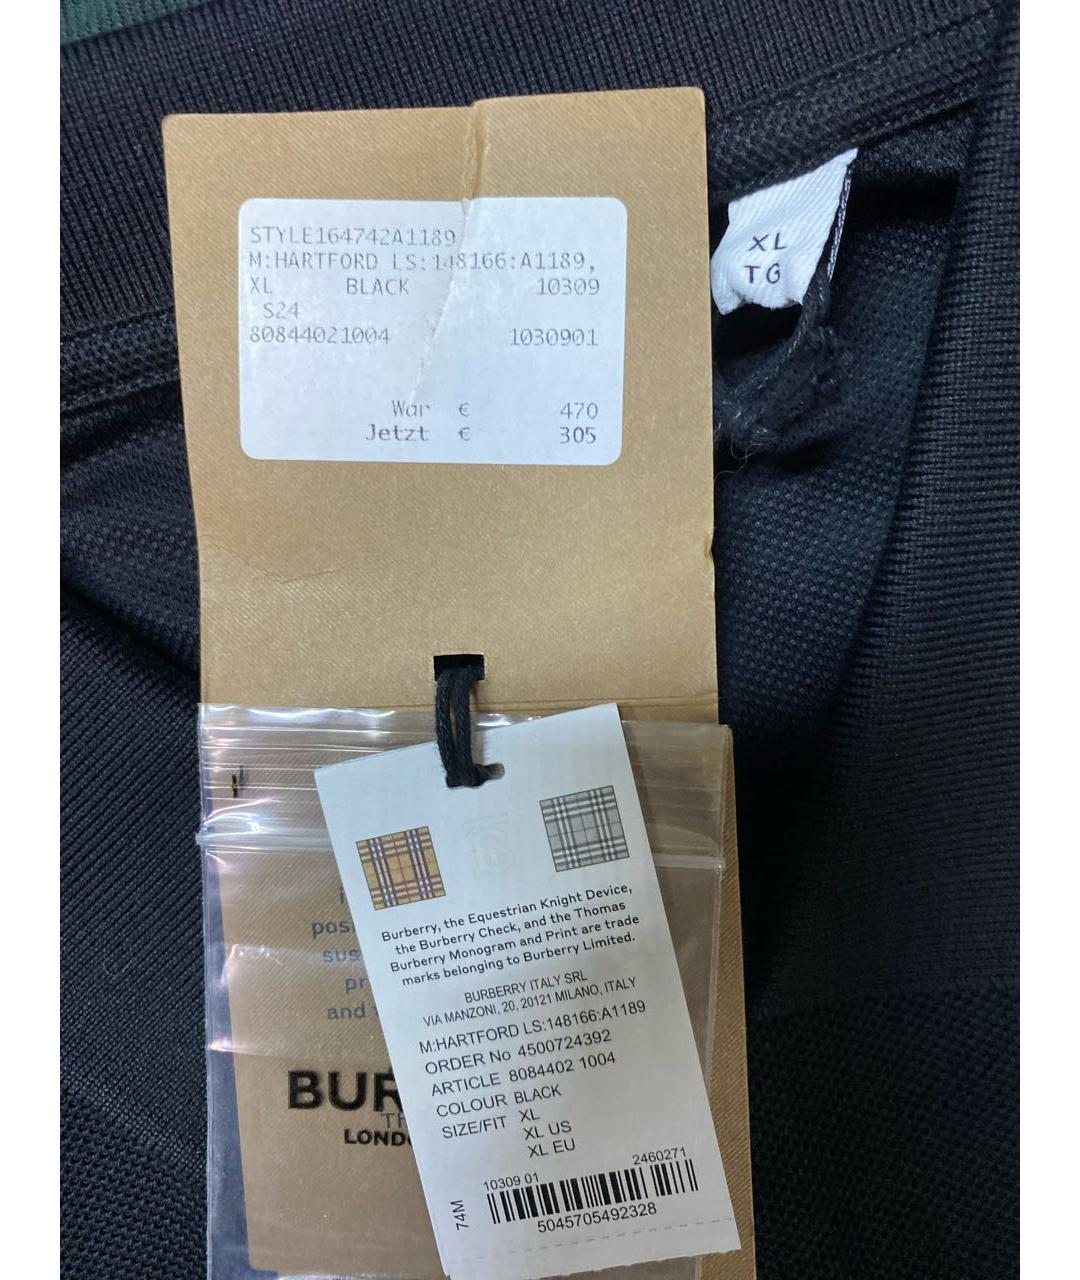 STYLE164742A1189
M:HARTFORD LS:148166:A1189,
XL BLACK 10309
S24
80844021004 1030901
War € 470
Jetzt € 305
XL
TG
Burberry, the Equestrian Knight Device,
the Burberry Check, and the Thomas
Burberry Monogram and Print are trade
marks belonging to Burberry Limited.
BURBERRY ITALY SRL
VIA MANZONI, 20, 20121 MILANO, ITALY
M:HARTFORD LS:148166:A1189
ORDER No 4500724392
ARTICLE 8084402 1004
COLOUR BLACK
SIZE/FIT XL
XL US
XL EU
10309 01 2460271
74M
5045705492328
and
BUR
LOND